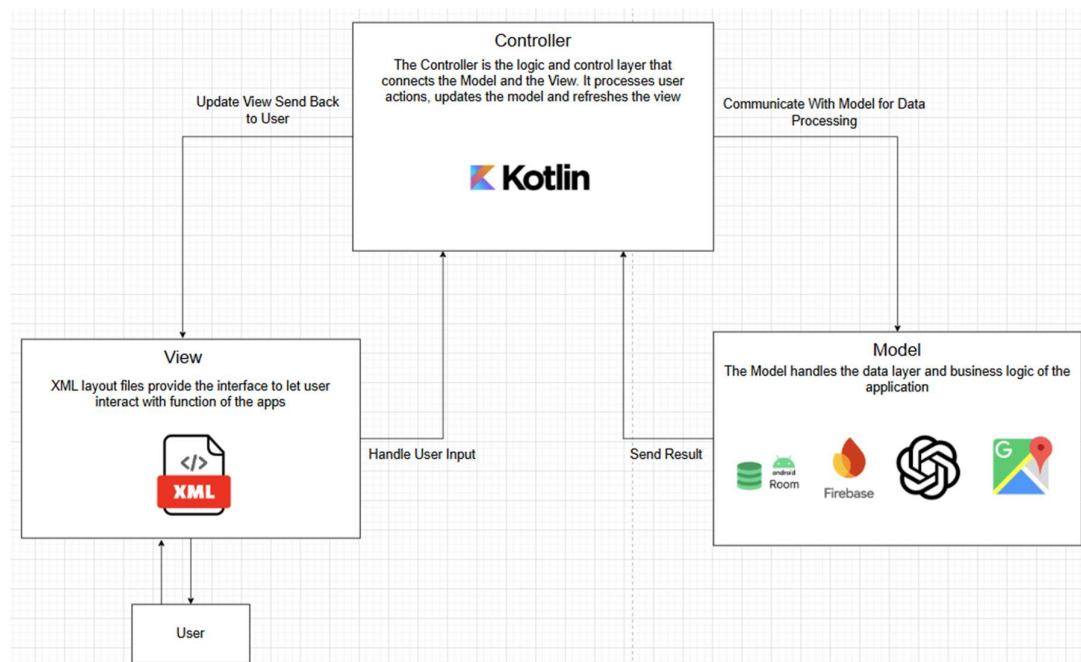 Controller
The Controller is the logic and control layer that
connects the Model and the View. It processes user
actions, updates the model and refreshes the view
Kotlin
Update View Send Back
to User
Communicate With Model for Data
Processing
View
XML layout files provide the interface to let user
interact with function of the apps
</>
XML
Handle User Input
Send Result
Model
The Model handles the data layer and business logic of the
application
android
Room
Firebase
G
User